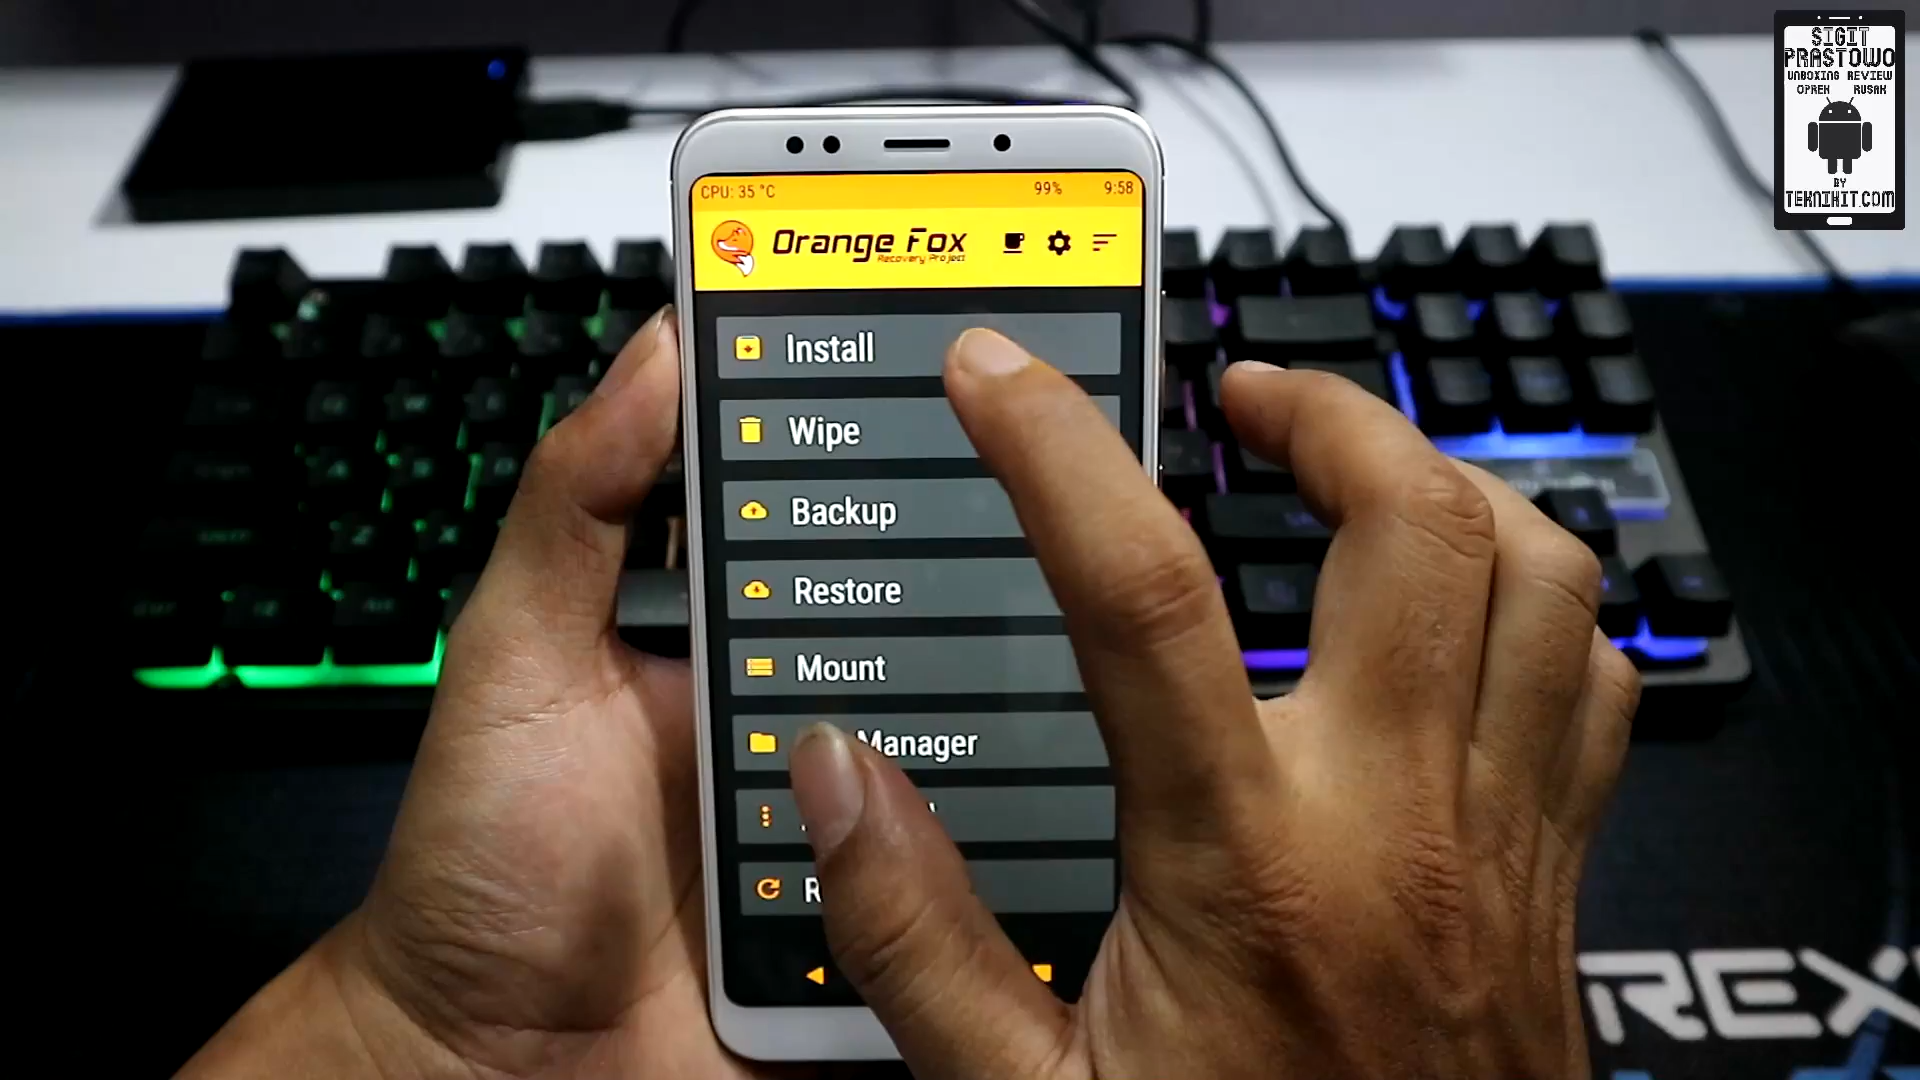 SIGIT
PRASTOWO
UNBOXING REVIEW
OPREK RUSAK
BY
TEKNIKIT.COM
CPU: 35 °C 99% 9:58
Orange Fox
Recovery Project
Install
Wipe
Backup
Restore
Mount
Manager
R
REX